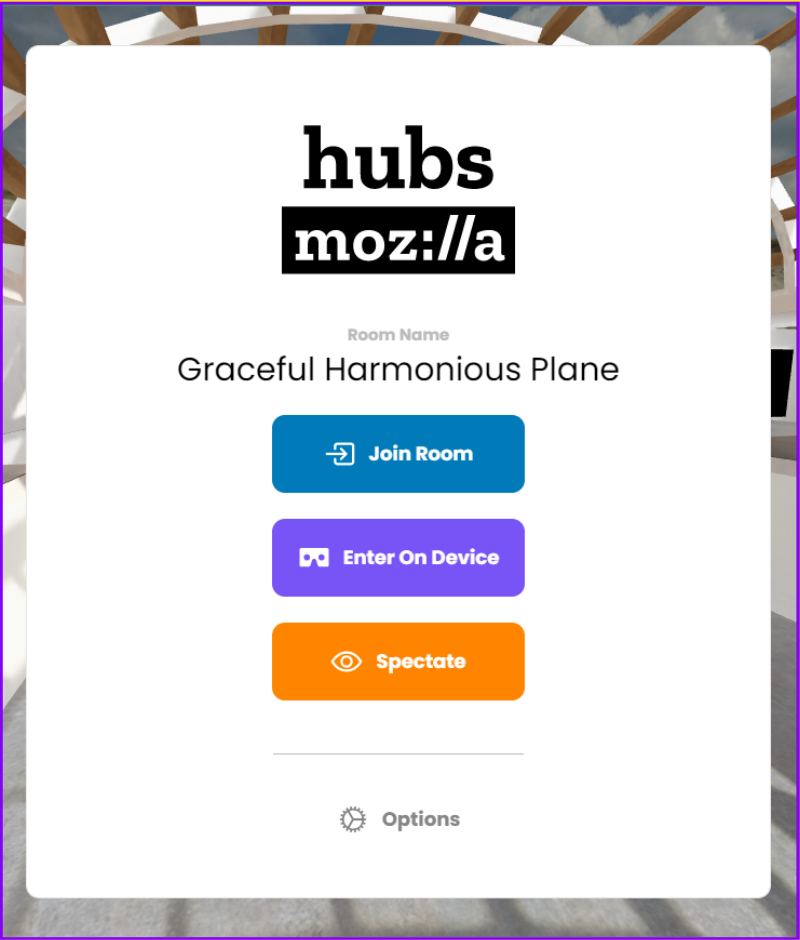 hubs
moz://a
Room Name
Graceful Harmonious Plane
Join Room
Enter On Device
Spectate
Options